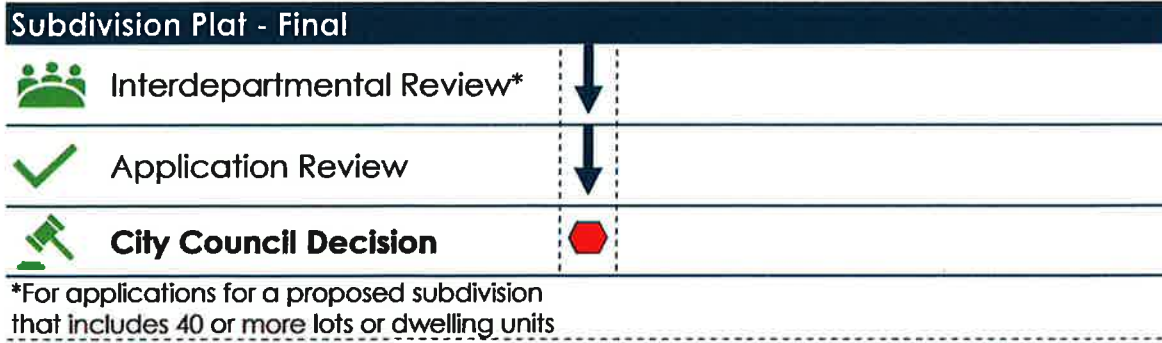 Subdivision Plat - Final
Interdepartmental Review*
Application Review
City Council Decision
*For applications for a proposed subdivision
that includes 40 or more lots or dwelling units